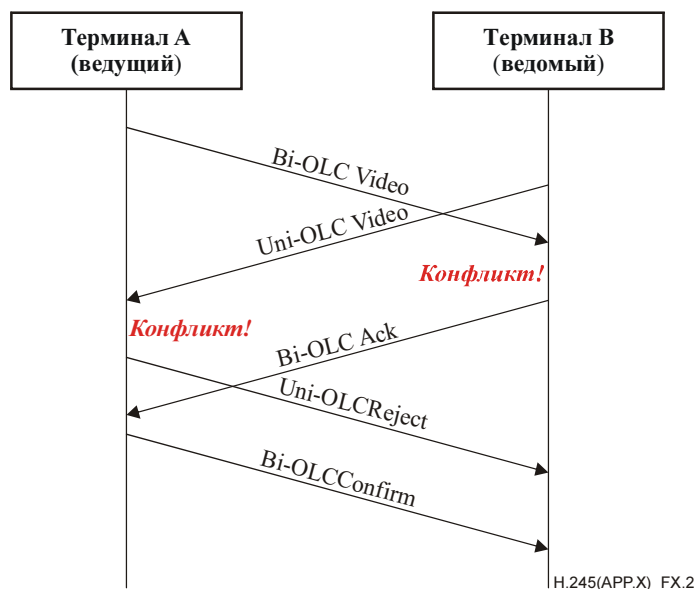 Терминал A
(ведущий)
Терминал B
(ведомый)
Bi-OLC Video
Uni-OLC Video
Конфликт!
Конфликт!
Bi-OLC Ack
Uni-OLCReject
Bi-OLCConfirm
H.245(APP.X)_FX.2